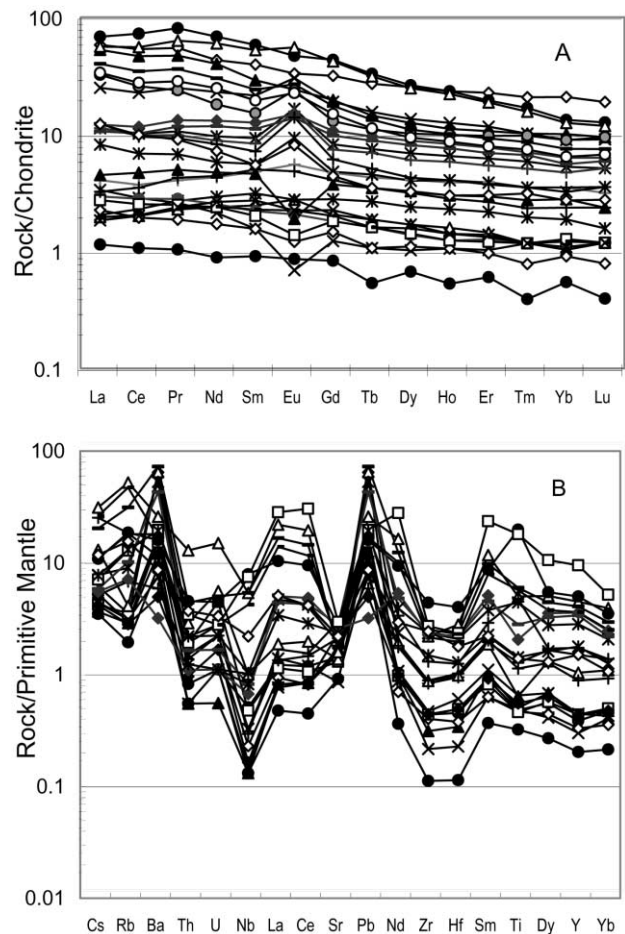 100
A
10
Rock/Chondrite
1
0.1
La Ce Pr Nd Sm Eu Gd Tb Dy Ho Er Tm Yb Lu
100
B
10
Rock/Primitive Mantle
1
0.1
0.01
Cs Rb Ba Th U Nb La Ce Sr Pb Nd Zr Hf Sm Ti Dy Y Yb